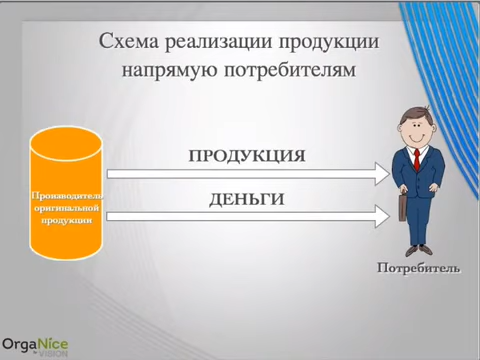 Схема реализации продукции
напрямую потребителям
ПРОДУКЦИЯ
Производитель
оригинальной
продукции
ДЕНЬГИ
Потребитель
OrgaNice
VISION